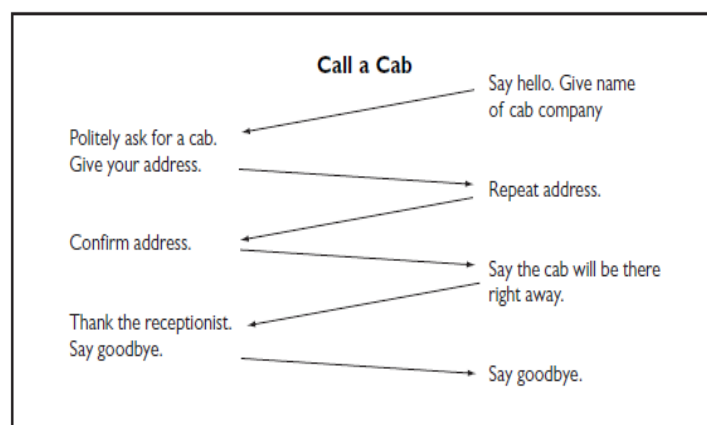 Call a Cab
Say hello. Give name
of cab company
Politely ask for a cab.
Give your address.
Repeat address.
Confirm address.
Say the cab will be there
right away.
Thank the receptionist.
Say goodbye.
Say goodbye.